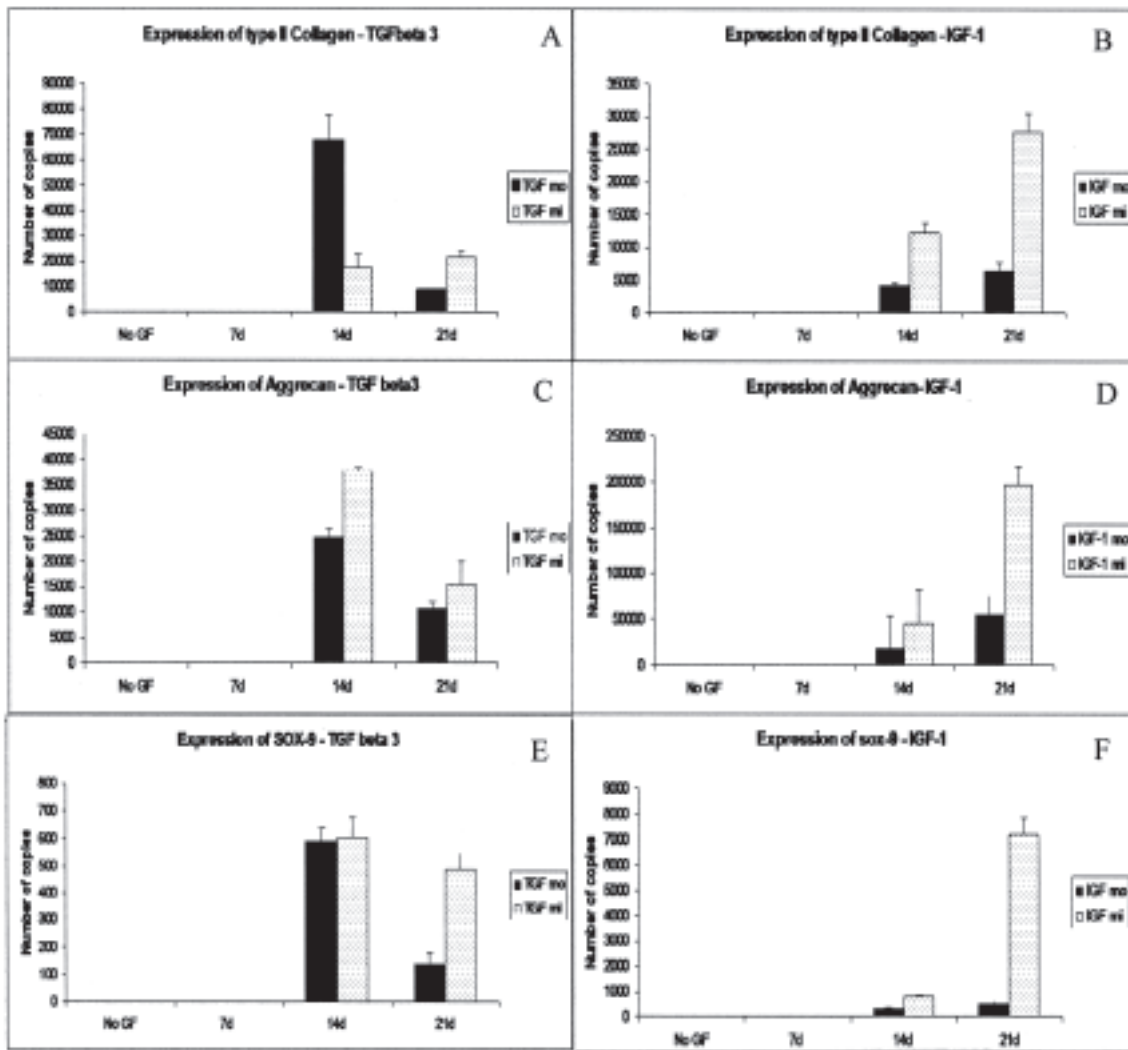 Expression of type II Collagen - TGFbeta 3
A
Number of copies
90000
80000
70000
60000
50000
40000
30000
20000
10000
0
No GF 7d 14d 21d
TGF mo
TGF mi
Expression of type II Collagen - IGF-1
B
Number of copies
35000
30000
25000
20000
15000
10000
5000
0
No GF 7d 14d 21d
IGF mo
IGF mi
Expression of Aggrecan - TGF beta3
C
Number of copies
45000
40000
35000
30000
25000
20000
15000
10000
5000
0
No GF 7d 14d 21d
TGF mo
TGF mi
Expression of Aggrecan- IGF-1
D
Number of copies
250000
200000
150000
100000
50000
0
No GF 7d 14d 21d
IGF-1 mo
IGF-1 mi
Expression of SOX-9 - TGF beta 3
E
Number of copies
800
700
600
500
400
300
200
100
0
No GF 7d 14d 21d
TGF mo
TGF mi
Expression of sox-9 - IGF-1
F
Number of copies
9000
8000
7000
6000
5000
4000
3000
2000
1000
0
No GF 7d 14d 21d
IGF mo
IGF mi